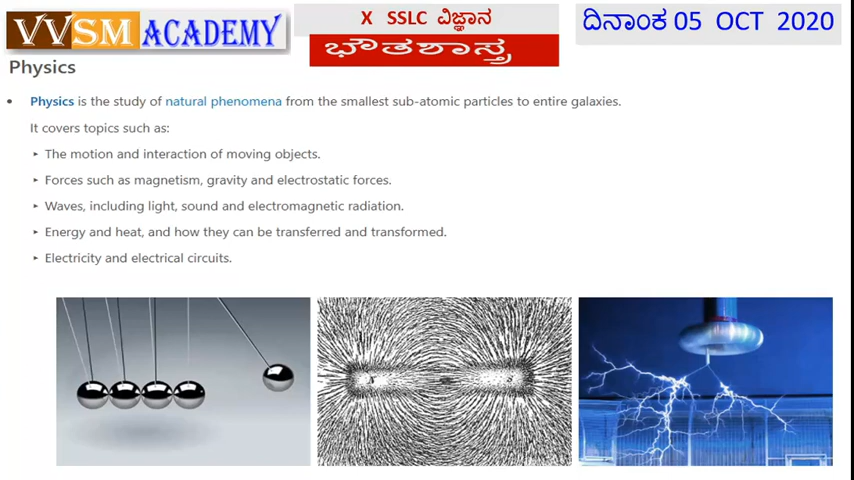 VVSM ACADEMY
X SSLC ವಿಜ್ಞಾನ
ಭೌತಶಾಸ್ತ್ರ
ದಿನಾಂಕ 05 OCT 2020
Physics
• Physics is the study of natural phenomena from the smallest sub-atomic particles to entire galaxies.
It covers topics such as:
‣ The motion and interaction of moving objects.
‣ Forces such as magnetism, gravity and electrostatic forces.
‣ Waves, including light, sound and electromagnetic radiation.
‣ Energy and heat, and how they can be transferred and transformed.
‣ Electricity and electrical circuits.